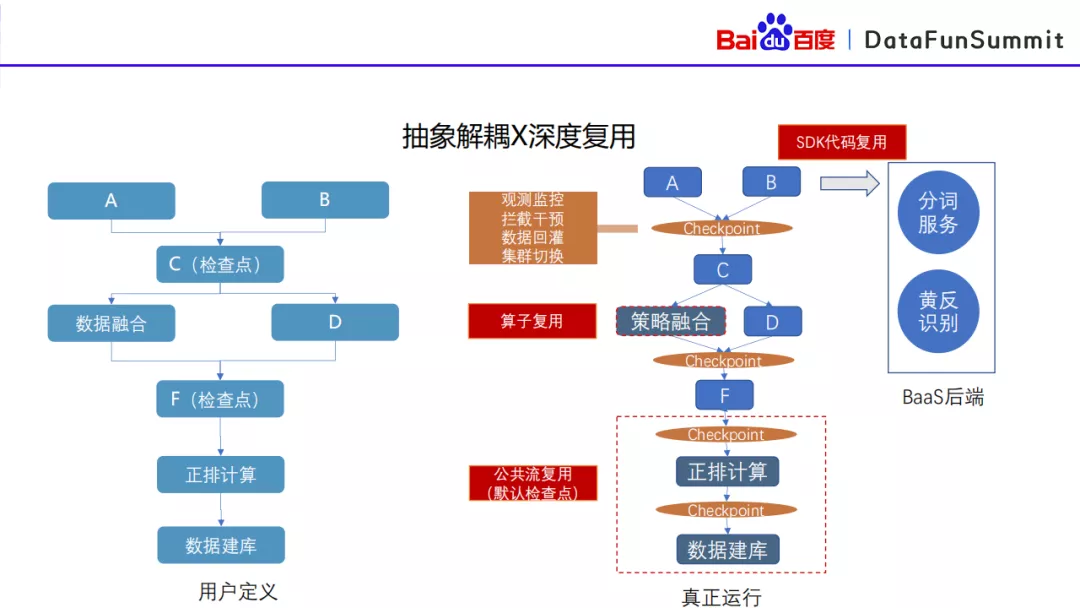 Baidu百度 | DataFunSummit
抽象解耦X深度复用
A
B
C（检查点）
数据融合
D
F（检查点）
正排计算
数据建库
用户定义
观测监控
拦截干预
数据回灌
集群切换
算子复用
公共流复用
（默认检查点）
A
B
Checkpoint
C
策略融合
D
Checkpoint
F
Checkpoint
正排计算
Checkpoint
数据建库
真正运行
SDK代码复用
分词
服务
黄反
识别
BaaS后端